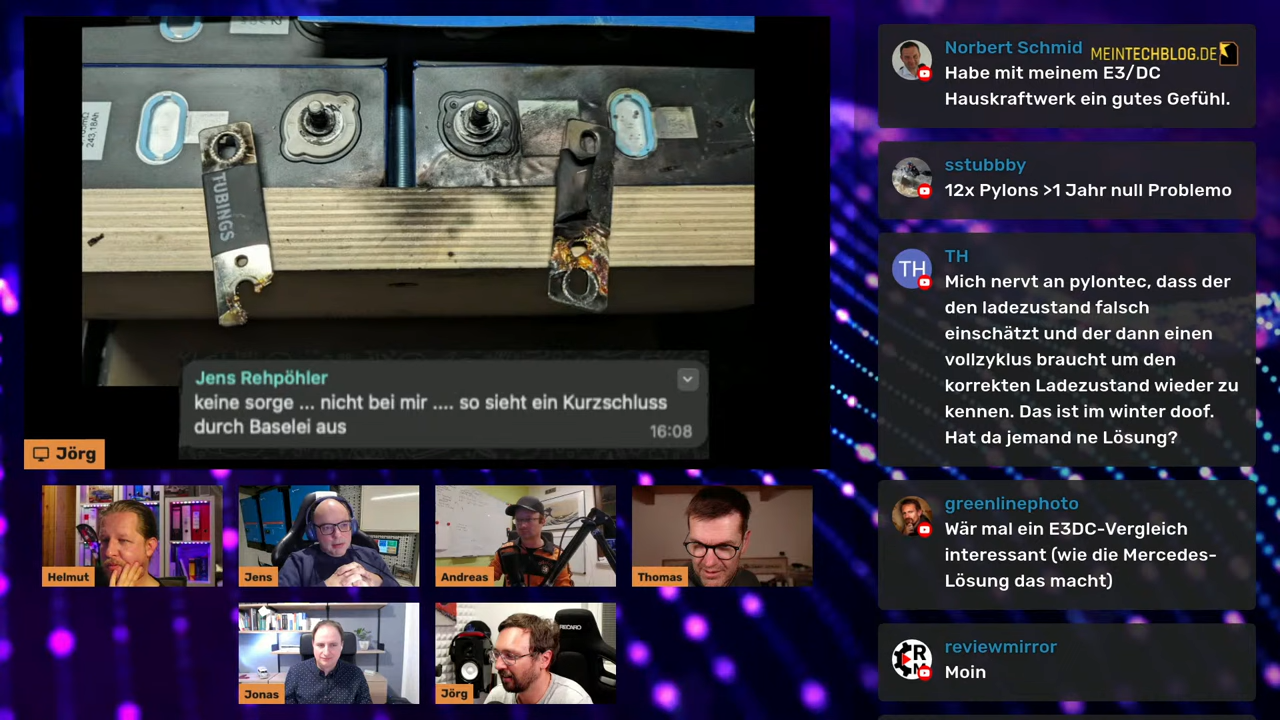 243,18Ah
TUBINGS
Jens Rehpöhler
keine sorge ... nicht bei mir .... so sieht ein Kurzschluss
durch Baselei aus
16:08
Jörg
Helmut
Jens
Andreas
Thomas
Jonas
Jörg
RECARO
Norbert Schmid
MEINTECHBLOG.DE
Habe mit meinem E3/DC
Hauskraftwerk ein gutes Gefühl.
sstubbby
12x Pylons >1 Jahr null Problemo
TH
TH
Mich nervt an pylontec, dass der
den ladezustand falsch
einschätzt und der dann einen
vollzyklus braucht um den
korrekten Ladezustand wieder zu
kennen. Das ist im winter doof.
Hat da jemand ne Lösung?
greenlinephoto
Wär mal ein E3DC-Vergleich
interessant (wie die Mercedes-
Lösung das macht)
reviewmirror
Moin